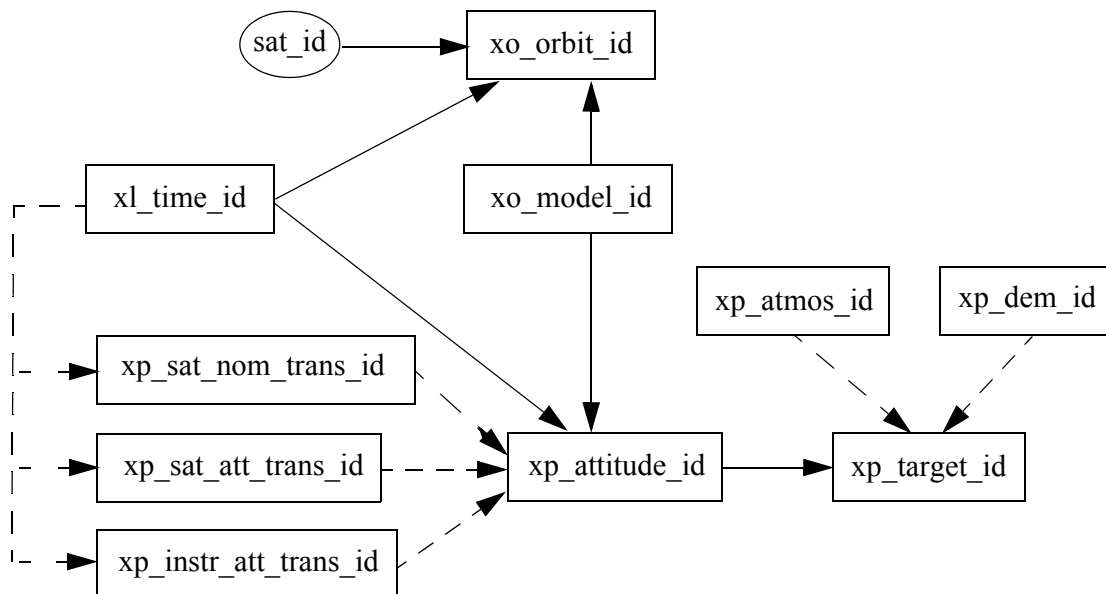 sat_id
xo_orbit_id
xl_time_id
xo_model_id
xp_atmos_id
xp_dem_id
xp_sat_nom_trans_id
xp_sat_att_trans_id
xp_attitude_id
xp_target_id
xp_instr_att_trans_id